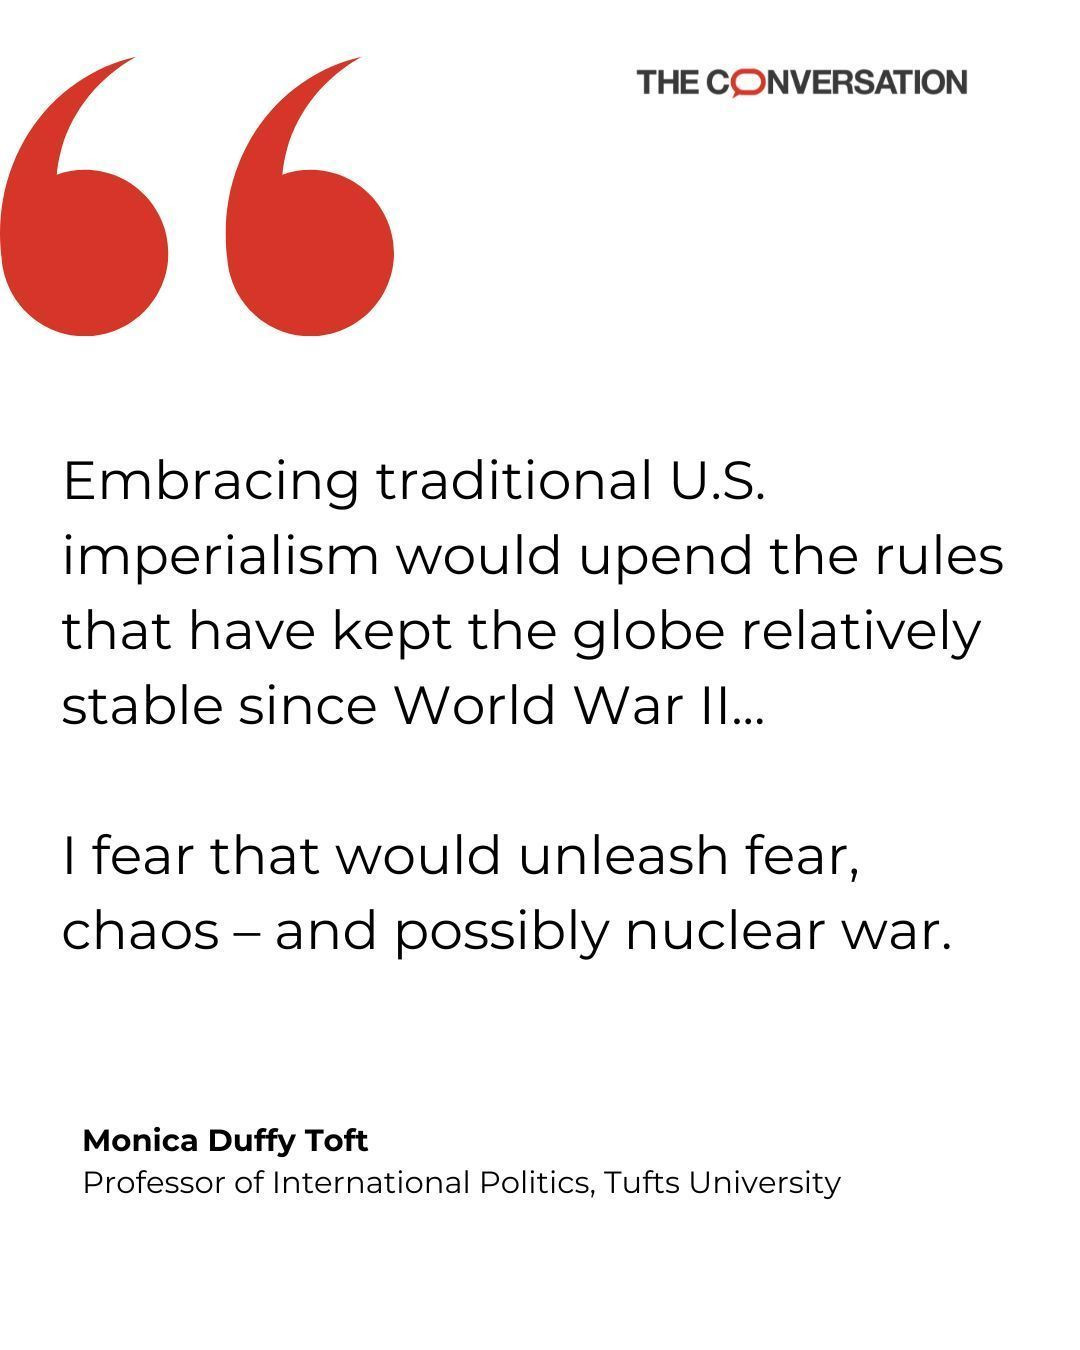 THE CONVERSATION
Embracing traditional U.S.
imperialism would upend the rules
that have kept the globe relatively
stable since World War II...
I fear that would unleash fear,
chaos – and possibly nuclear war.
Monica Duffy Toft
Professor of International Politics, Tufts University